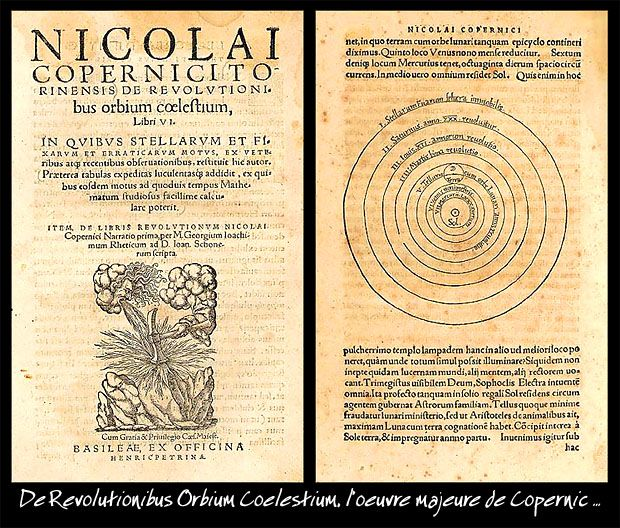 NICOLAI
COPERNICI TO-
RINENSIS DE REVOLVTIONI-
bus orbium cœlestium,
Libri VI.
IN QVIBVS STELLARVM ET FI-
XARVM ET ERRATICARVM MOTVS, EX VETE-
ribus atq; recentibus obseruationibus, restituit hic autor.
Præterea tabulas expeditas luculentasq; addidit, ex qui-
bus eosdem motus ad quoduis tempus Mathe-
matum studiosus facillime calcu-
lare poterit.
ITEM, DE LIBRIS REVOLVTIONVM NICOLAI
Copernici Narratio prima, per M. Georgium Ioachi-
mum Rheticum ad D. Ioan. Schone-
rum scripta.
Cum Gratia & Priuilegio Cæs. Maiest.
BASILEAE, EX OFFICINA
HENRICPETRINA.
NICOLAI COPERNICI
net, in quo terram cum orbe lunari tanquam epicyclo contineri
diximus. Quinto loco Venus nono mense reducitur. Sextum
deniq; locum Mercurius tenet, octuaginta dierum spacio circū
currens. In medio uero omnium residet Sol. Quis enim in hoc
I. Stellarum fixarum sphæra immobilis.
II. Saturnus anno XXX. reuoluitur.
III. Iouis XII. annorum reuolutio.
IIII. Martis bima reuolutio.
V. Telluris
cum orbe Lunari annua reuolutio
Terra
Sol.
pulcherrimo templo lampadem hanc in alio uel meliori loco po
neret, quàm unde totum simul possit illuminare? Siquidem non
inepte quidam lucernam mundi, alij mentem, alij rectorem uo-
cant. Trimegistus uisibilem Deum, Sophoclis Electra intuentē
omnia. Ita profecto tanquam in solio regali Sol residens circum
agentem gubernat Astrorum familiam. Tellus quoque minime
fraudatur lunari ministerio, sed ut Aristoteles de animalibus ait,
maximam Luna cum terra cognationē habet. Cōcipit interea à
Sole terra, & impregnatur annuo partu. Inuenimus igitur sub
hac
De Revolutionibus Orbium Coelestium, l'oeuvre majeure de Copernic ...